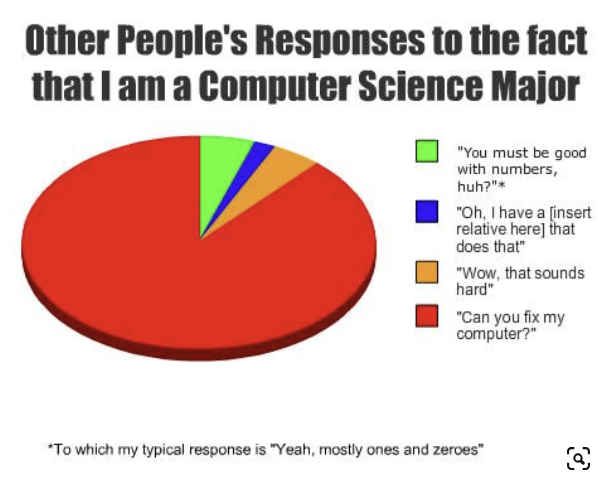 Other People's Responses to the fact
that I am a Computer Science Major
"You must be good
with numbers,
huh?"*
"Oh, I have a [insert
relative here] that
does that"
"Wow, that sounds
hard"
"Can you fix my
computer?"
*To which my typical response is "Yeah, mostly ones and zeroes"